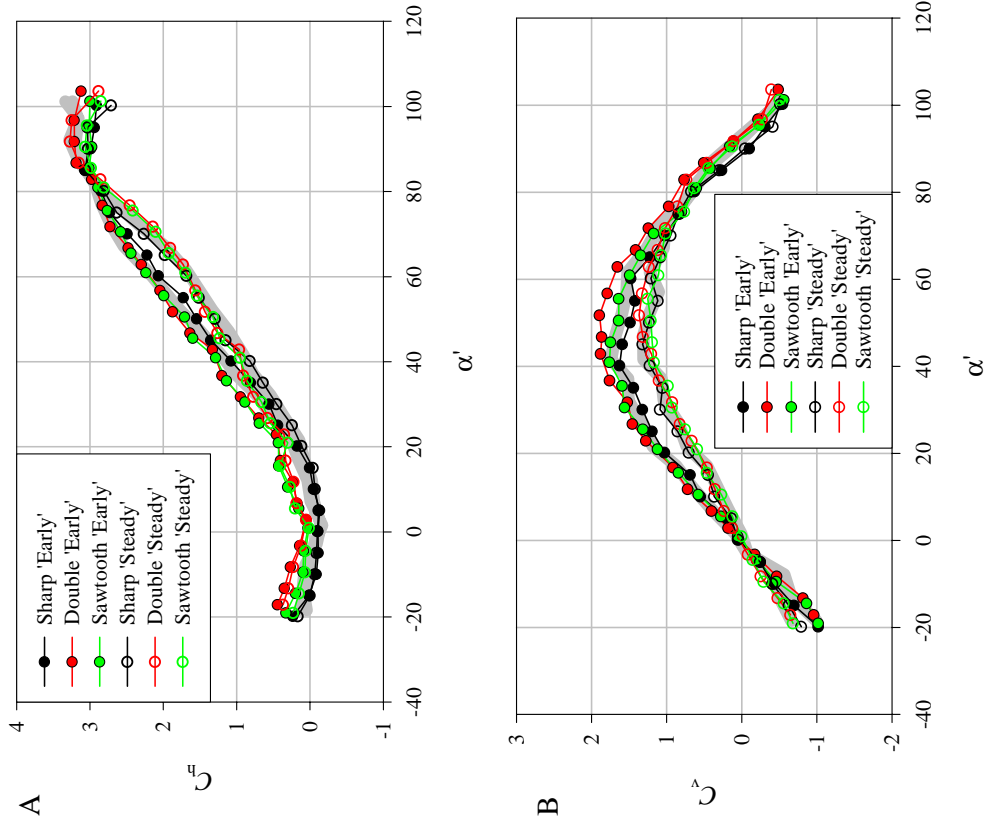 A
4
3
2
1
0
-1
-40
-20
0
20
40
60
80
100
120
Cₕ
α'
Sharp 'Early'
Double 'Early'
Sawtooth 'Early'
Sharp 'Steady'
Double 'Steady'
Sawtooth 'Steady'
B
3
2
1
0
-1
-2
-40
-20
0
20
40
60
80
100
120
Cᵥ
α'
Sharp 'Early'
Double 'Early'
Sawtooth 'Early'
Sharp 'Steady'
Double 'Steady'
Sawtooth 'Steady'